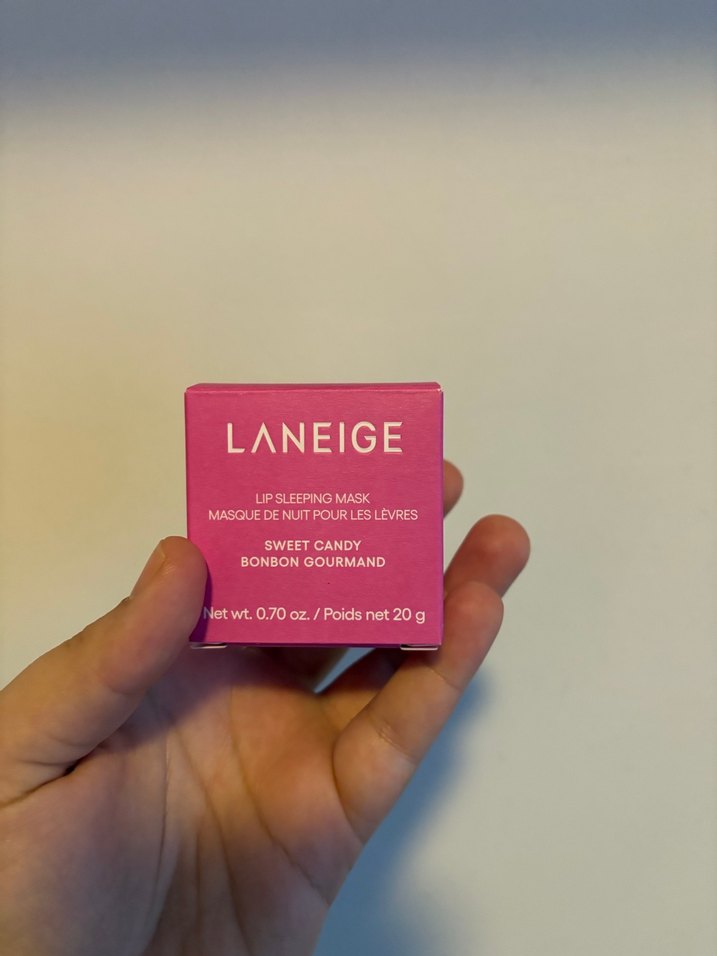 LANEIGE
LIP SLEEPING MASK
MASQUE DE NUIT POUR LES LÈVRES
SWEET CANDY
BONBON GOURMAND
Net wt. 0.70 oz. / Poids net 20 g